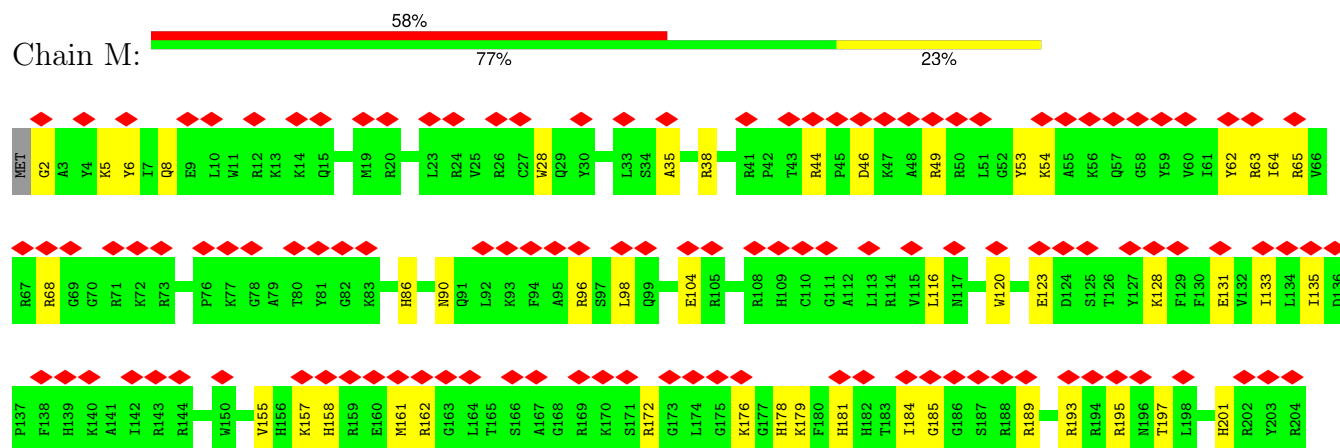 58%
Chain M:
77% 23%
MET G2 A3 Y4 K5 Y6 I7 Q8 E9 L10 W11 R12 K13 K14 Q15 M19 R20 L23 R24 V25 R26 C27 W28 Q29 Y30 L33 S34 A35 R38 R41 P42 T43 R44 P45 D46 K47 A48 R49 R50 L51 G52 Y53 K54 A55 K56 Q57 G58 Y59 V60 I61 Y62 R63 I64 R65 V66
R67 R68 G69 G70 R71 K72 R73 P76 K77 G78 A79 T80 Y81 G82 K83 H86 N90 Q91 L92 K93 F94 A95 R96 S97 L98 Q99 E104 R105 R108 H109 C110 G111 A112 L113 R114 V115 L116 N117 W120 E123 D124 S125 T126 Y127 K128 F129 F130 E131 V132 I133 L134 I135 D136
P137 F138 H139 K140 A141 I142 R143 R144 W150 V155 H156 K157 H158 R159 E160 M161 R162 G163 L164 T165 S166 A167 G168 R169 K170 S171 R172 G173 L174 G175 K176 G177 H178 K179 F180 H181 H182 T183 I184 G185 G186 S187 R188 R189 R193 R194 R195 N196 T197 L198 H201 R202 Y203 R204